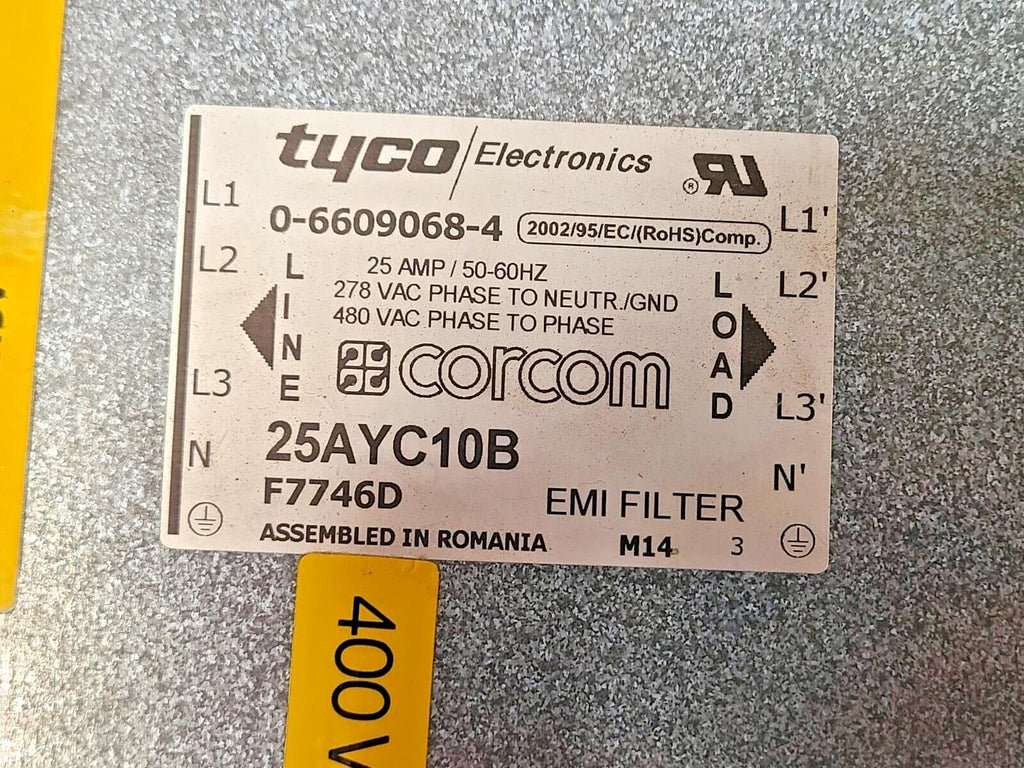 tyco / Electronics
®
L1
0-6609068-4
2002/95/EC/(RoHS)Comp.
L1'
L2
25 AMP / 50-60HZ
L2'
278 VAC PHASE TO NEUTR./GND
480 VAC PHASE TO PHASE
LINE
LOAD
corcom
L3
L3'
25AYC10B
N
N'
F7746D
EMI FILTER
ASSEMBLED IN ROMANIA
M14
3
400 V